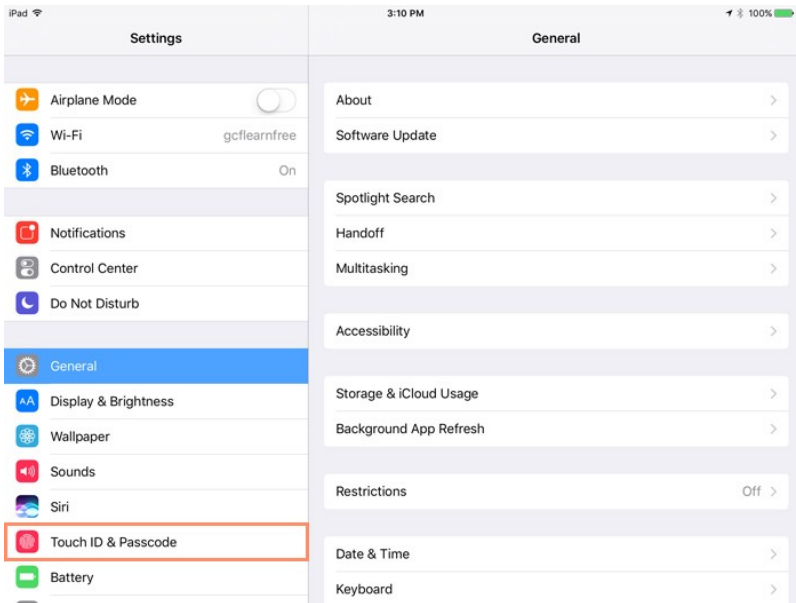 iPad 3:10 PM 100%
Settings
Airplane Mode
Wi-Fi gcflearnfree
Bluetooth On
Notifications
Control Center
Do Not Disturb
General
AA Display & Brightness
Wallpaper
Sounds
Siri
Touch ID & Passcode
Battery
General
About
Software Update
Spotlight Search
Handoff
Multitasking
Accessibility
Storage & iCloud Usage
Background App Refresh
Restrictions Off
Date & Time
Keyboard